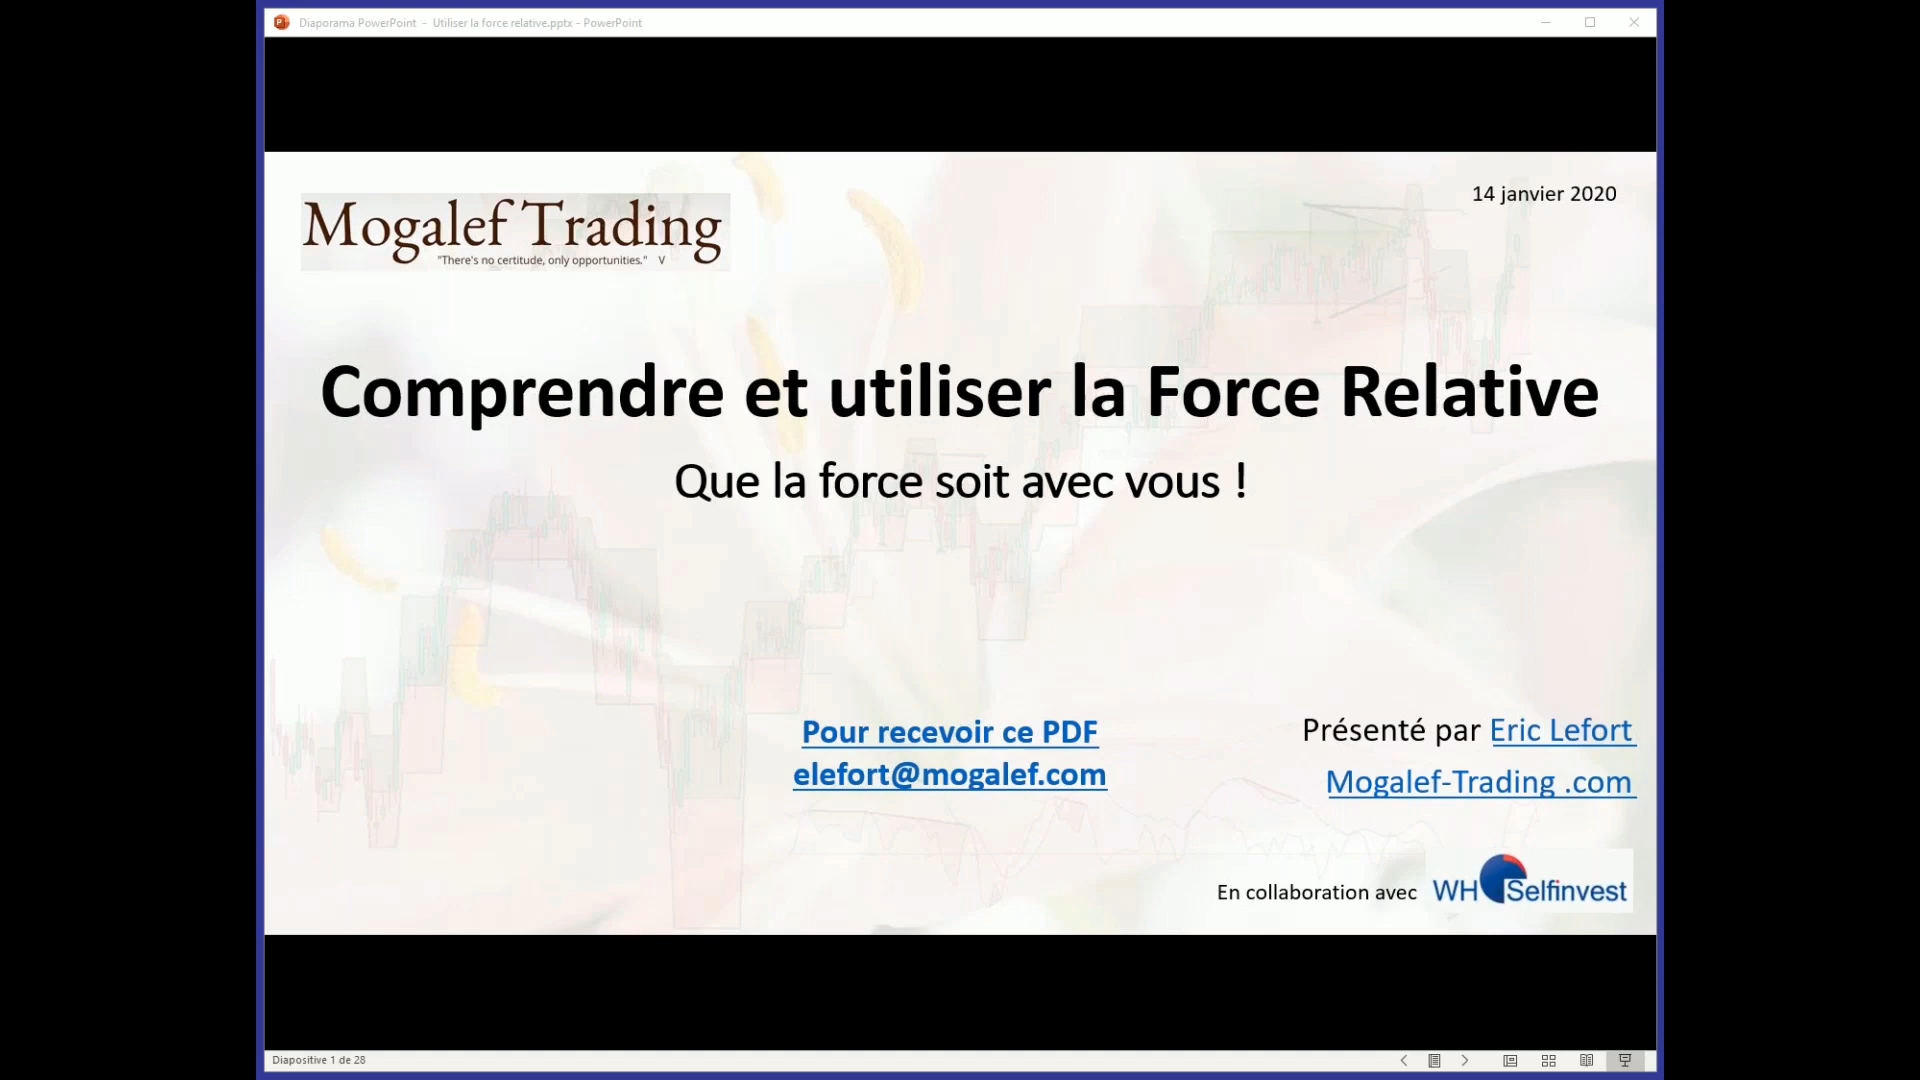 Diaporama PowerPoint - Utiliser la force relative.pptx - PowerPoint
14 janvier 2020
Mogalef Trading
"There's no certitude, only opportunities." V
Comprendre et utiliser la Force Relative
Que la force soit avec vous !
Pour recevoir ce PDF
elefort@mogalef.com
Présenté par Eric Lefort
Mogalef-Trading .com
En collaboration avec WH Selfinvest
Diapositive 1 de 28